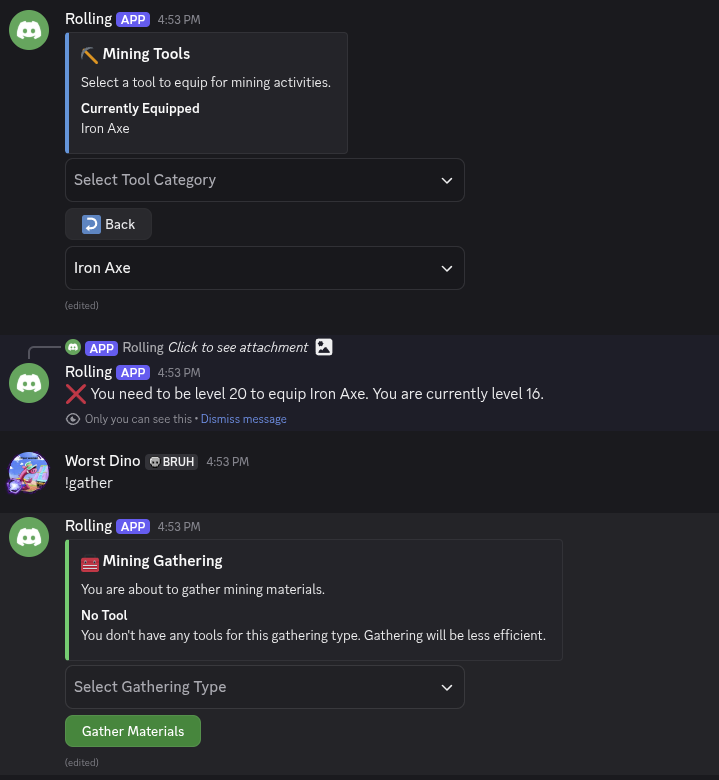 Rolling APP 4:53 PM
Mining Tools
Select a tool to equip for mining activities.
Currently Equipped
Iron Axe
Select Tool Category
Back
Iron Axe
(edited)
APP Rolling Click to see attachment
Rolling APP 4:53 PM
You need to be level 20 to equip Iron Axe. You are currently level 16.
Only you can see this • Dismiss message
Worst Dino BRUH 4:53 PM
!gather
Rolling APP 4:53 PM
Mining Gathering
You are about to gather mining materials.
No Tool
You don't have any tools for this gathering type. Gathering will be less efficient.
Select Gathering Type
Gather Materials
(edited)